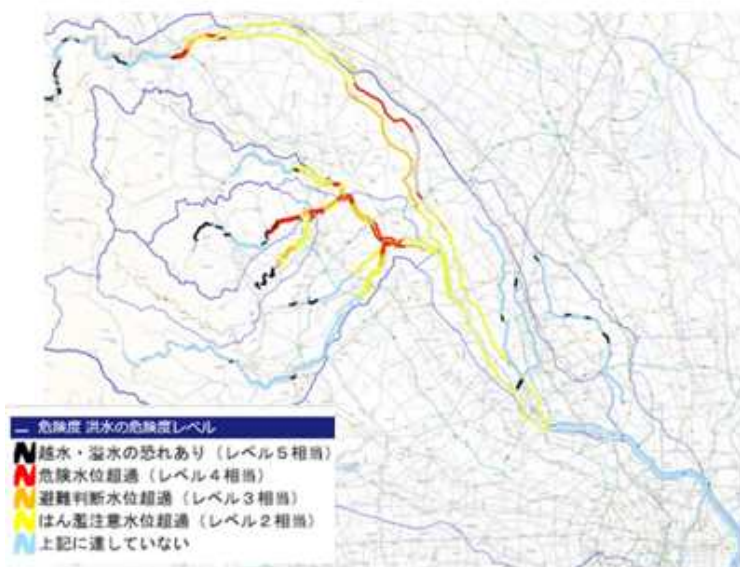 危険度 洪水の危険度レベル
越水・溢水の恐れあり（レベル５相当）
危険水位超過（レベル４相当）
避難判断水位超過（レベル３相当）
はん濫注意水位超過（レベル２相当）
上記に達していない